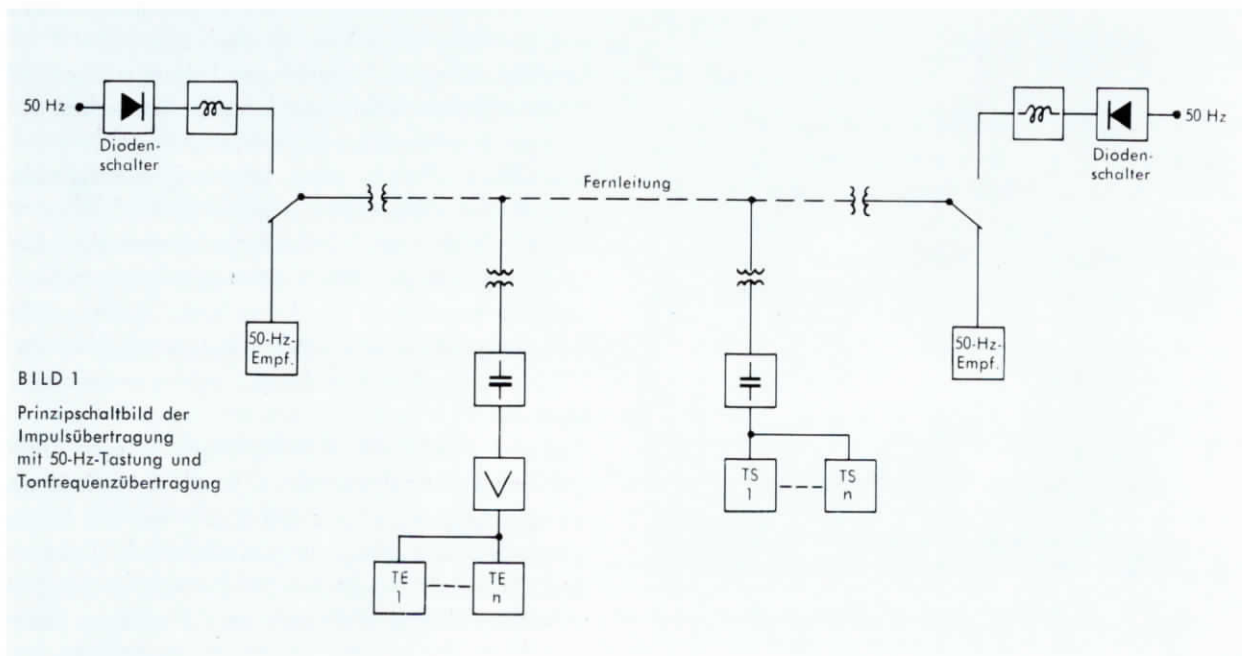 50 Hz
Dioden-
schalter
50 Hz
Dioden-
schalter
Fernleitung
50-Hz-
Empf.
50-Hz-
Empf.
BILD 1
Prinzipschaltbild der
Impulsübertragung
mit 50-Hz-Tastung und
Tonfrequenzübertragung
TS
1
TS
n
TE
1
TE
n